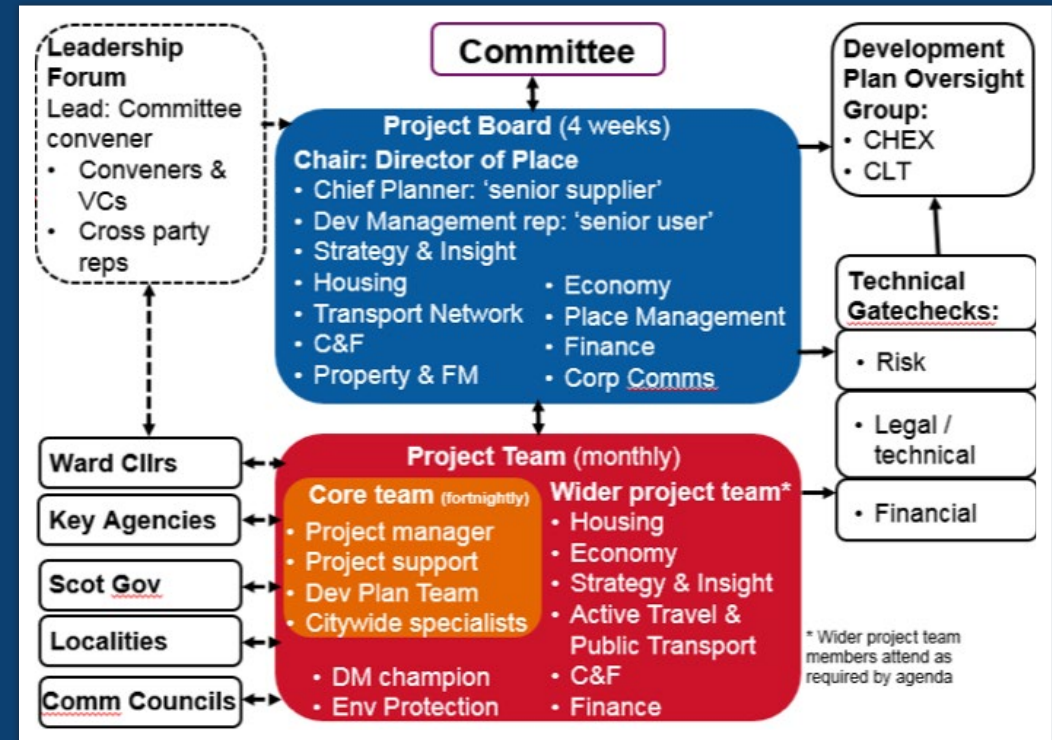 Leadership
Forum
Lead: Committee
convener
• Conveners &
VCs
• Cross party
reps
Committee
Project Board (4 weeks)
Chair: Director of Place
• Chief Planner: ‘senior supplier’
• Dev Management rep: ‘senior user’
• Strategy & Insight
• Housing
• Transport Network
• C&F
• Property & FM
• Economy
• Place Management
• Finance
• Corp Comms
Development
Plan Oversight
Group:
• CHEX
• CLT
Technical
Gatechecks:
• Risk
• Legal /
technical
• Financial
Ward Cllrs
Key Agencies
Scot Gov
Localities
Comm Councils
Project Team (monthly)
Core team (fortnightly)
• Project manager
• Project support
• Dev Plan Team
• Citywide specialists
• DM champion
• Env Protection
Wider project team*
• Housing
• Economy
• Strategy & Insight
• Active Travel &
Public Transport
• C&F
• Finance
* Wider project team
members attend as
required by agenda